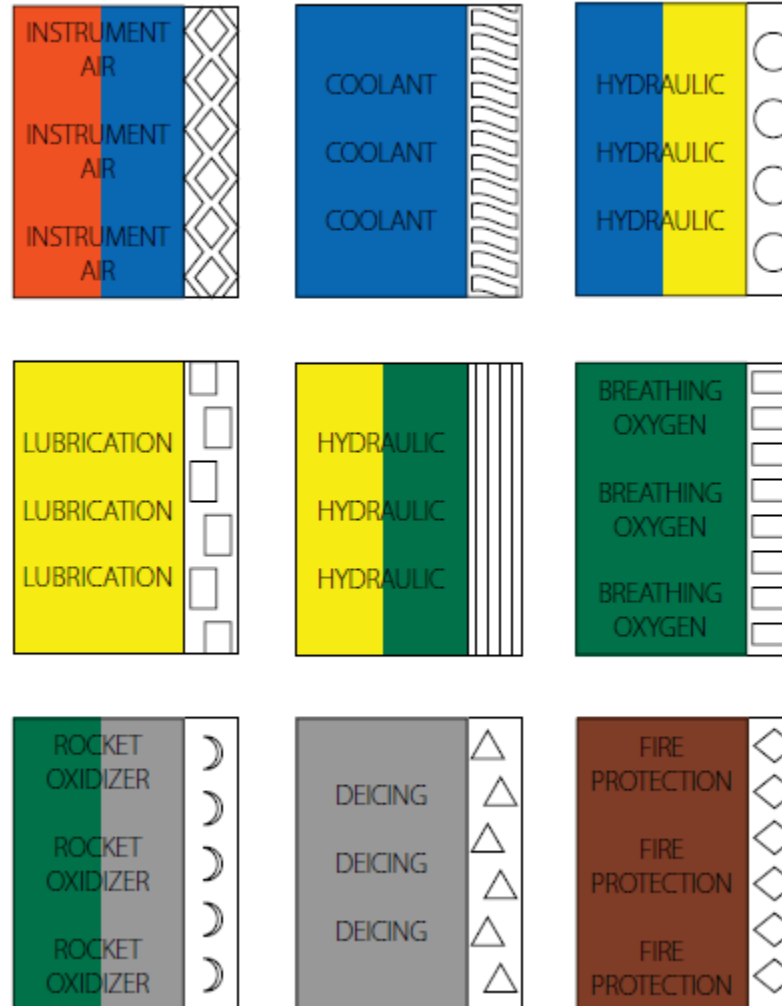 INSTRUMENT
AIR
INSTRUMENT
AIR
INSTRUMENT
AIR
COOLANT
COOLANT
COOLANT
HYDRAULIC
HYDRAULIC
HYDRAULIC
LUBRICATION
LUBRICATION
LUBRICATION
HYDRAULIC
HYDRAULIC
HYDRAULIC
BREATHING
OXYGEN
BREATHING
OXYGEN
BREATHING
OXYGEN
ROCKET
OXIDIZER
ROCKET
OXIDIZER
ROCKET
OXIDIZER
DEICING
DEICING
DEICING
FIRE
PROTECTION
FIRE
PROTECTION
FIRE
PROTECTION